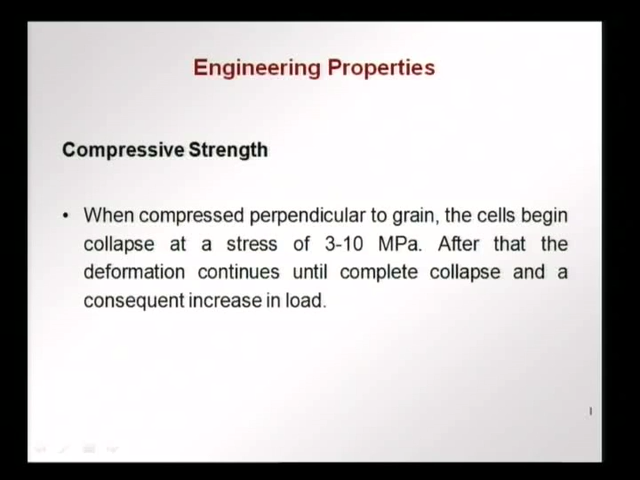 Engineering Properties
Compressive Strength
• When compressed perpendicular to grain, the cells begin
collapse at a stress of 3-10 MPa. After that the
deformation continues until complete collapse and a
consequent increase in load.